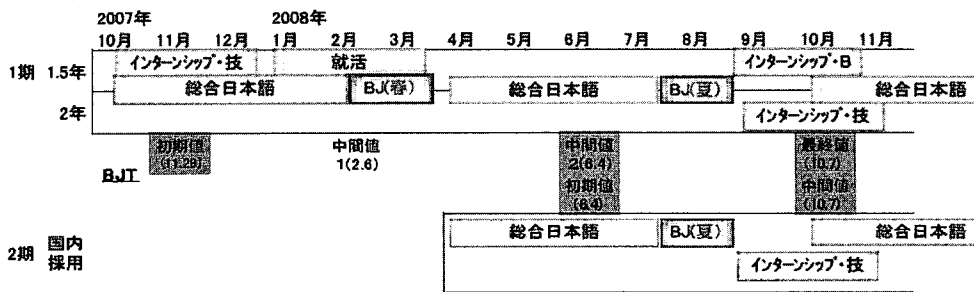 2007年 2008年
10月 11月 12月 1月 2月 3月 4月 5月 6月 7月 8月 9月 10月 11月
インターンシップ・技 就活 インターンシップ・B
1期 1.5年
総合日本語 BJ(春) 総合日本語 BJ(夏) 総合日本語
2年 インターンシップ・技
初期値 中間値 中間値 最終値
(11.28) 1(2.6) 2(6.4) (10.7)
BJT 初期値 中間値
(6.4) (10.7)
総合日本語 BJ(夏) 総合日本語
2期 国内
採用 インターンシップ・技